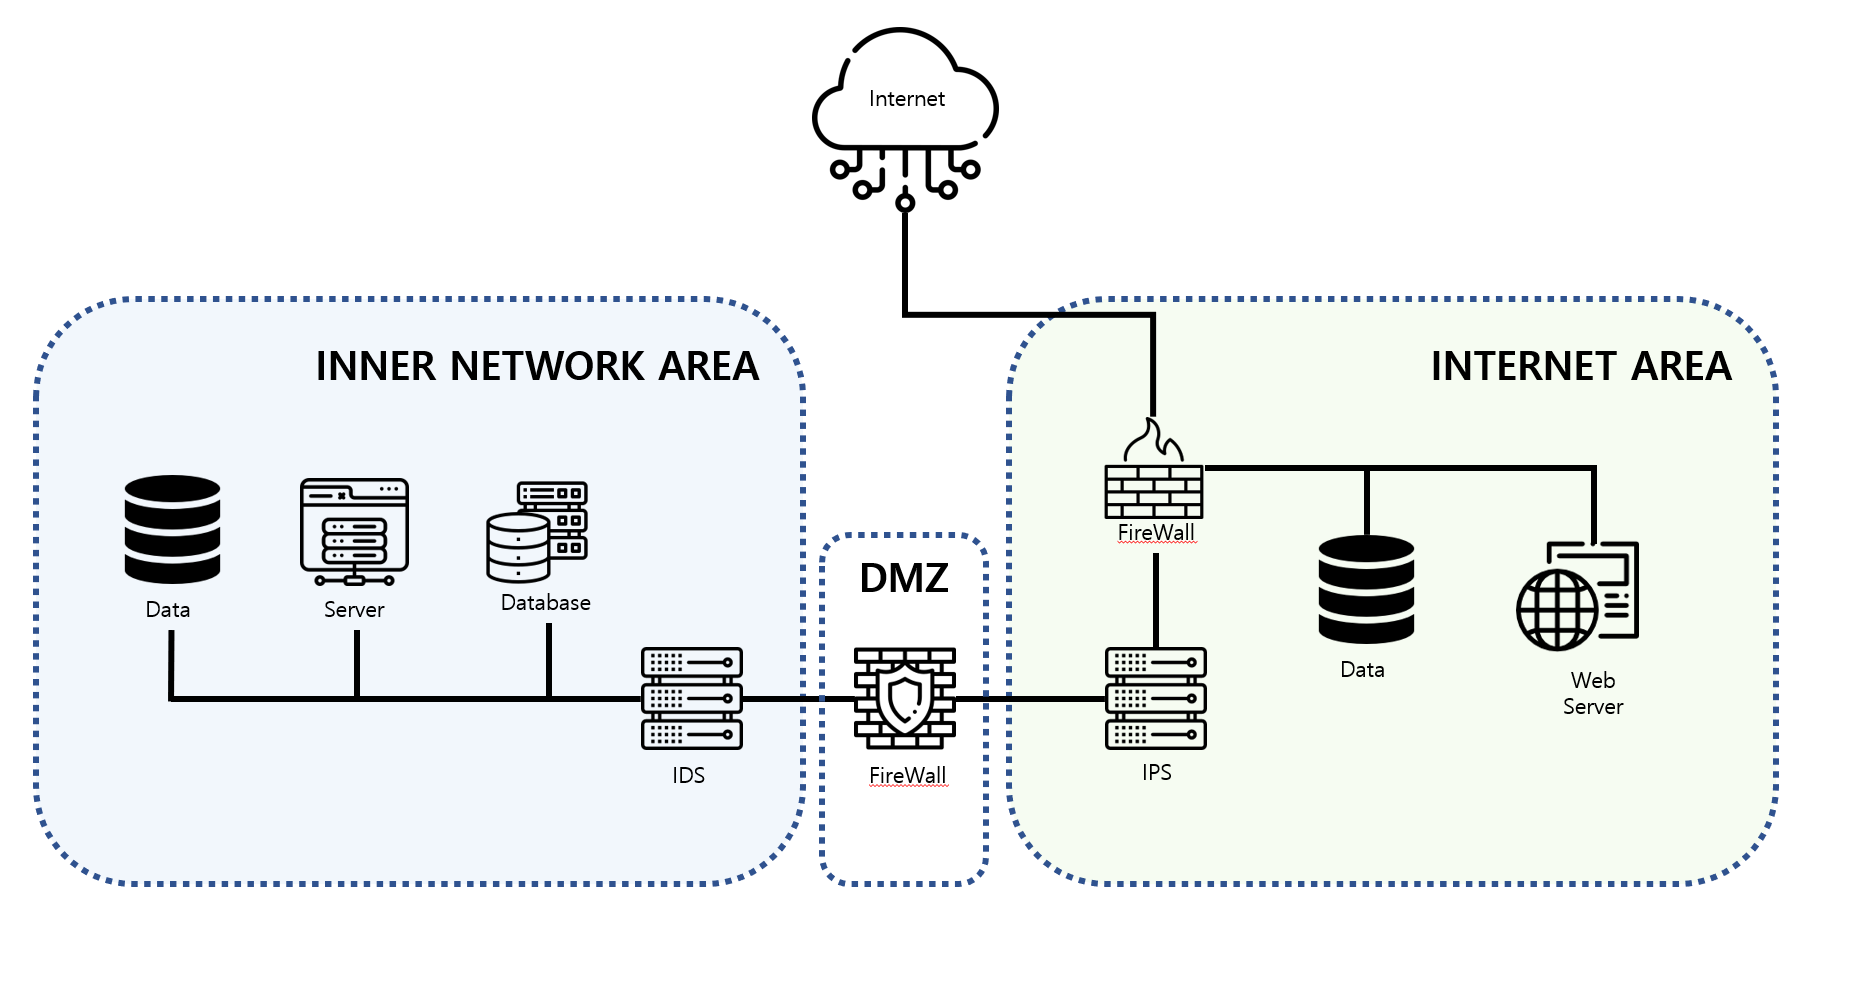 Internet
INNER NETWORK AREA
INTERNET AREA
FireWall
DMZ
Data
Server
Database
Data
Web
Server
IDS
FireWall
IPS